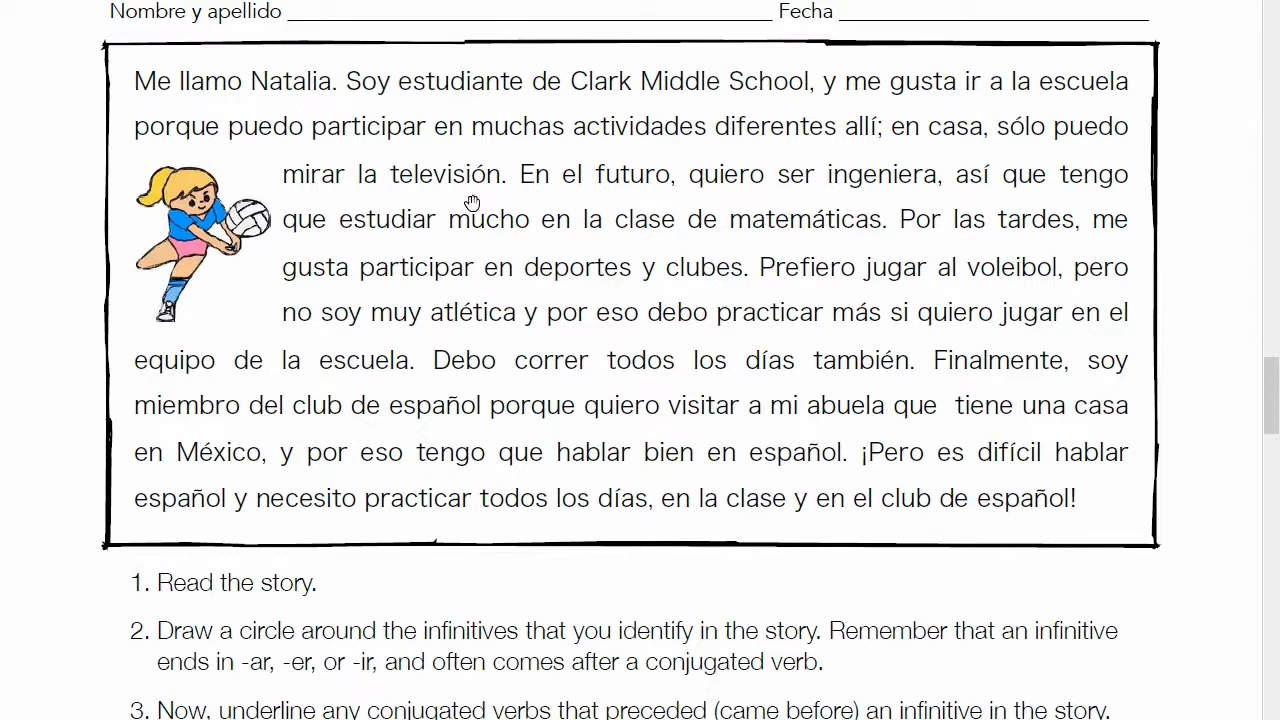 Nombre y apellido ______________________________ Fecha ____________________
Me llamo Natalia. Soy estudiante de Clark Middle School, y me gusta ir a la escuela
porque puedo participar en muchas actividades diferentes allí; en casa, sólo puedo
mirar la televisión. En el futuro, quiero ser ingeniera, así que tengo
que estudiar mucho en la clase de matemáticas. Por las tardes, me
gusta participar en deportes y clubes. Prefiero jugar al voleibol, pero
no soy muy atlética y por eso debo practicar más si quiero jugar en el
equipo de la escuela. Debo correr todos los días también. Finalmente, soy
miembro del club de español porque quiero visitar a mi abuela que tiene una casa
en México, y por eso tengo que hablar bien en español. ¡Pero es difícil hablar
español y necesito practicar todos los días, en la clase y en el club de español!
1. Read the story.
2. Draw a circle around the infinitives that you identify in the story. Remember that an infinitive
ends in -ar, -er, or -ir, and often comes after a conjugated verb.
3. Now, underline any conjugated verbs that preceded (came before) an infinitive in the story.